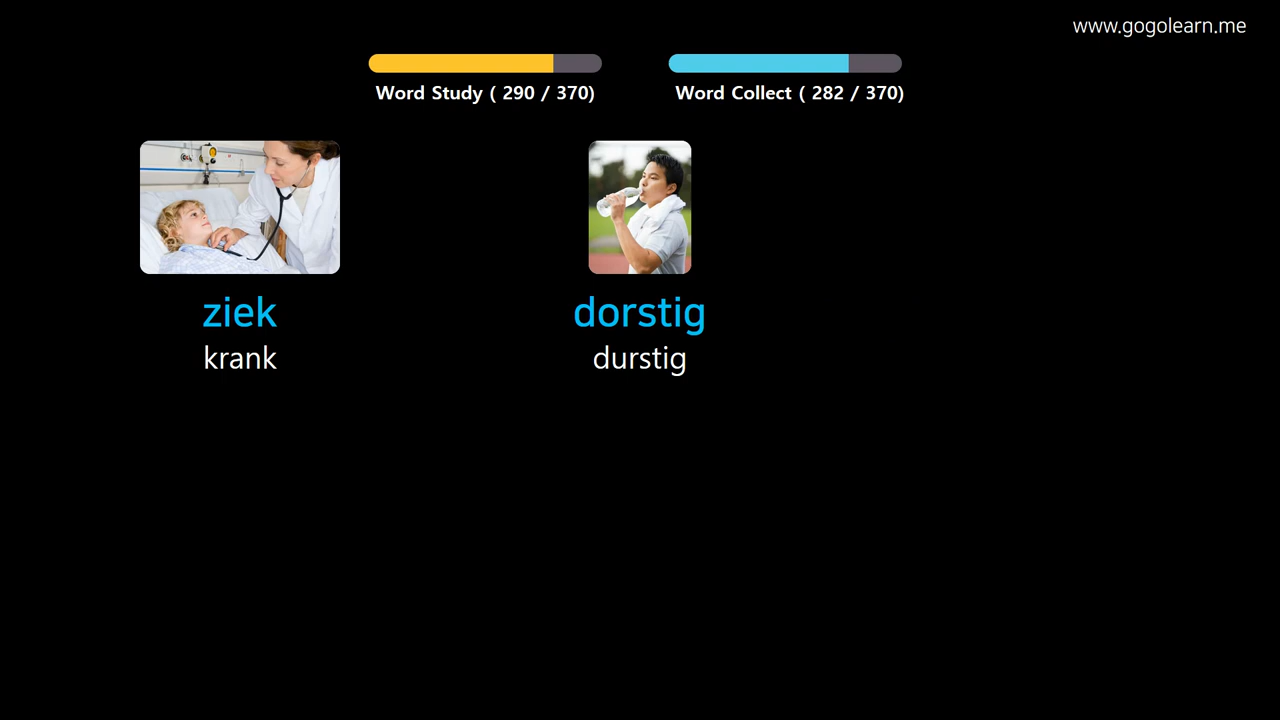 www.gogolearn.me
Word Study ( 290 / 370)
Word Collect ( 282 / 370)
ziek
krank
dorstig
durstig